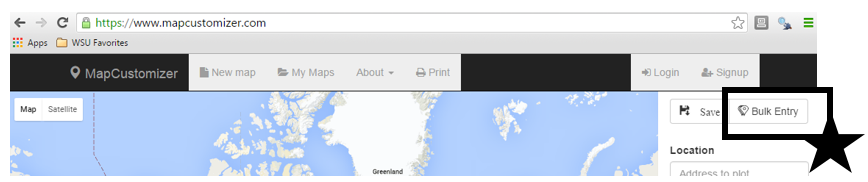 https://www.mapcustomizer.com
Apps WSU Favorites
MapCustomizer New map My Maps About Print Login Signup
Map Satellite
Save Bulk Entry
Location
Greenland
Address to plot